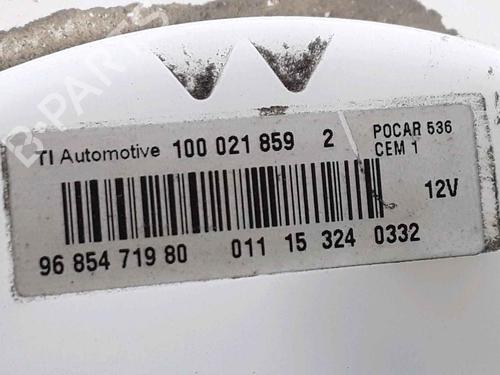 TI Automotive 100 021 859 2
POCAR 536
CEM 1
12V
96 854 719 80 011 15 324 0332
B-PARTS